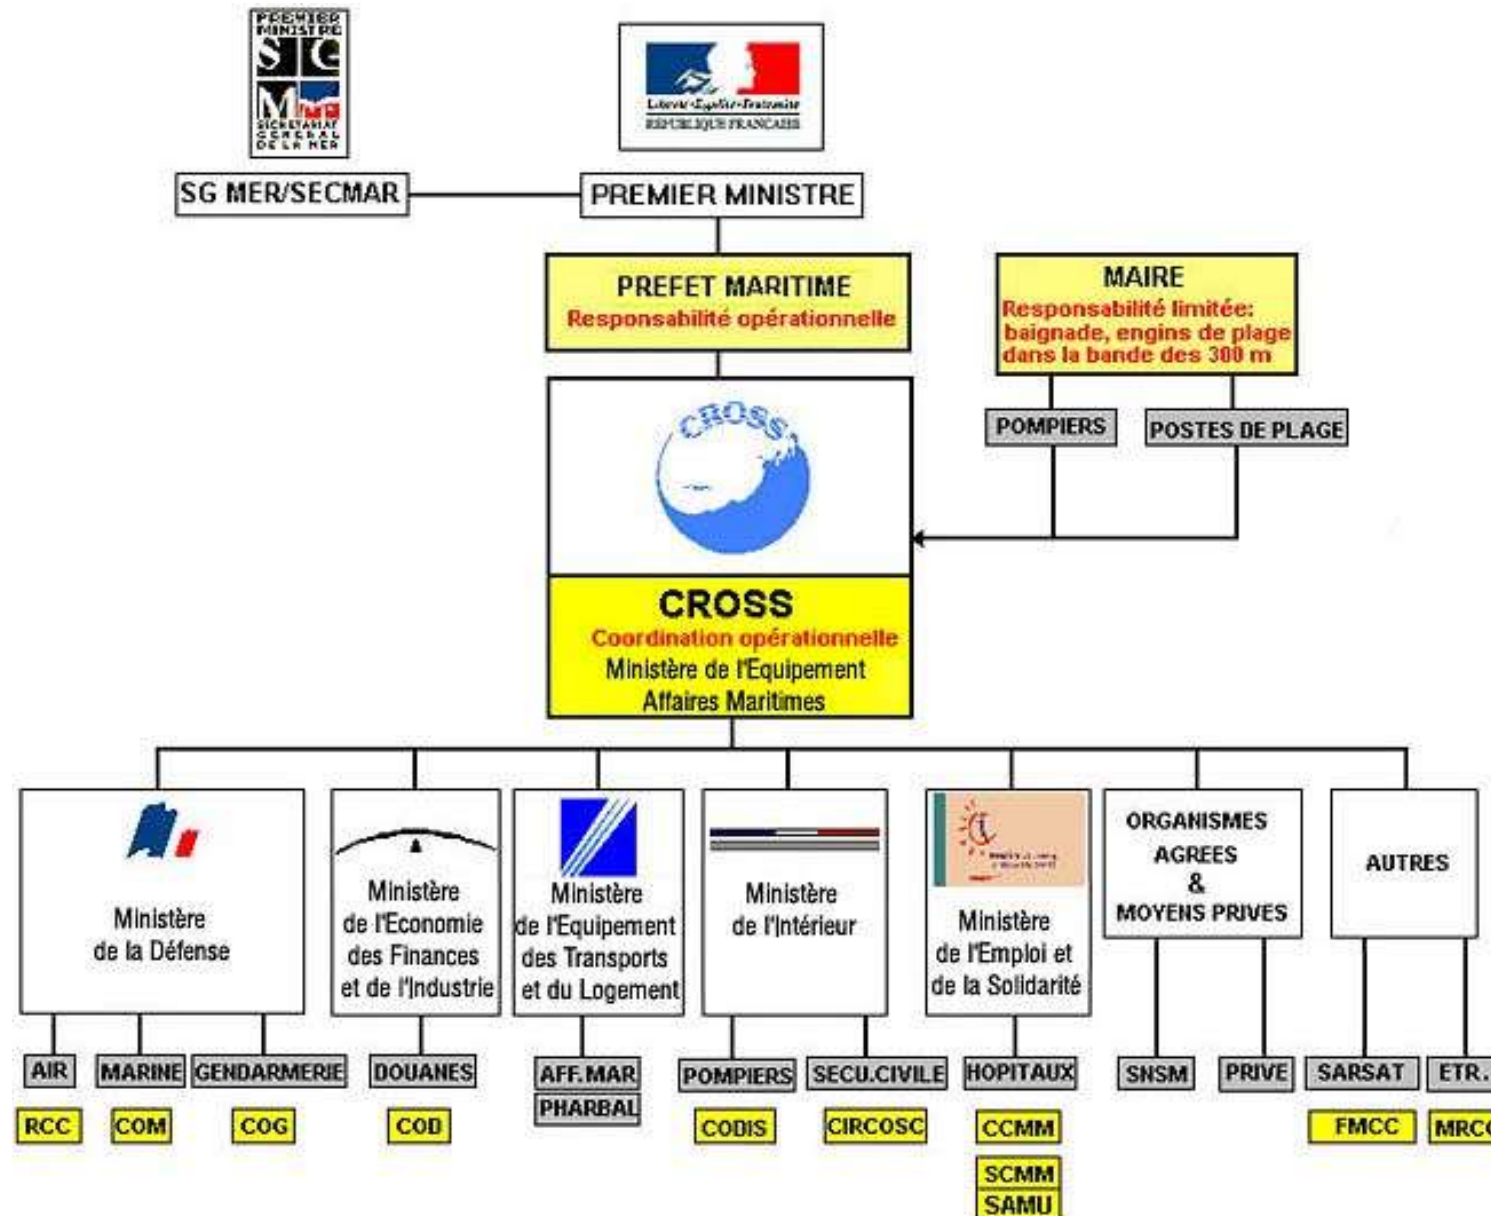 PREMIER
MINISTRE
S G
M
SECRETARIAT
GENERAL
DE LA MER
Liberté • Egalité • Fraternité
REPUBLIQUE FRANCAISE
SG MER/SECMAR
PREMIER MINISTRE
PREFET MARITIME
Responsabilité opérationnelle
MAIRE
Responsabilité limitée:
baignade, engins de plage
dans la bande des 300 m
POMPIERS
POSTES DE PLAGE
CROSS
CROSS
Coordination opérationnelle
Ministère de l'Equipement
Affaires Maritimes
Ministère
de la Défense
Ministère
de l'Economie
des Finances
et de l'Industrie
Ministère
de l'Equipement
des Transports
et du Logement
Ministère
de l'Intérieur
Ministère
de l'Emploi et
de la Solidarité
ORGANISMES
AGREES
&
MOYENS PRIVES
AUTRES
AIR
MARINE
GENDARMERIE
DOUANES
AFF.MAR
PHARBAL
POMPIERS
SECU.CIVILE
HOPITAUX
SNSM
PRIVE
SARSAT
ETR.
RCC
COM
COG
COD
CODIS
CIRCOSC
CCMM
SCMM
SAMU
FMCC
MRCC